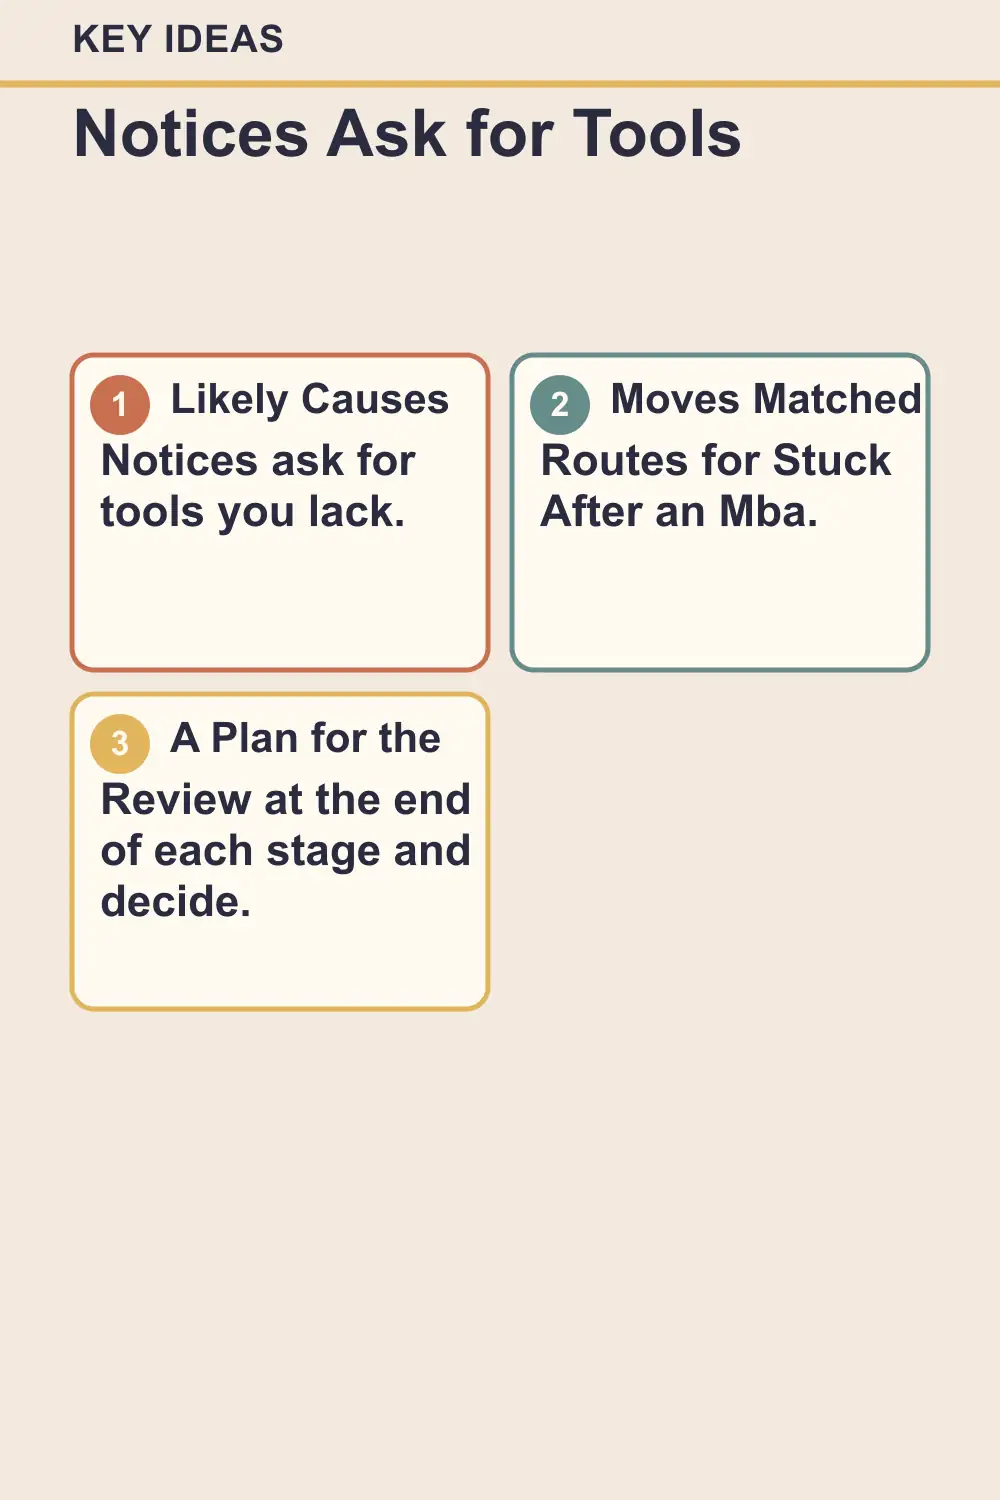 KEY IDEAS
Notices Ask for Tools
1 Likely Causes
Notices ask for
tools you lack.
2 Moves Matched
Routes for Stuck
After an Mba.
3 A Plan for the
Review at the end
of each stage and
decide.